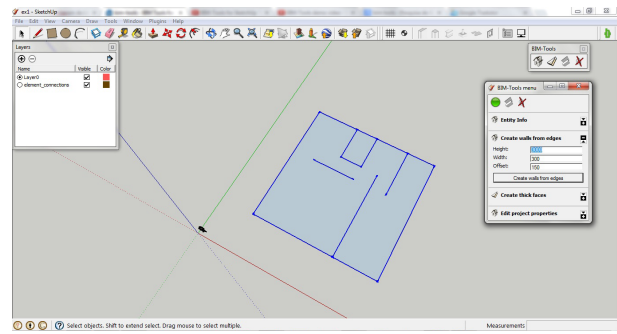 ex1 - SketchUp
File Edit View Camera Draw Tools Window Plugins Help
Layers
Name Visible Color
Layer0
element_connections
BIM-Tools
BIM-Tools menu
Entity Info
Create walls from edges
Height:
Width: 300
Offset: 150
Create walls from edges
Create thick faces
Edit project properties
Select objects. Shift to extend select. Drag mouse to select multiple.
Measurements